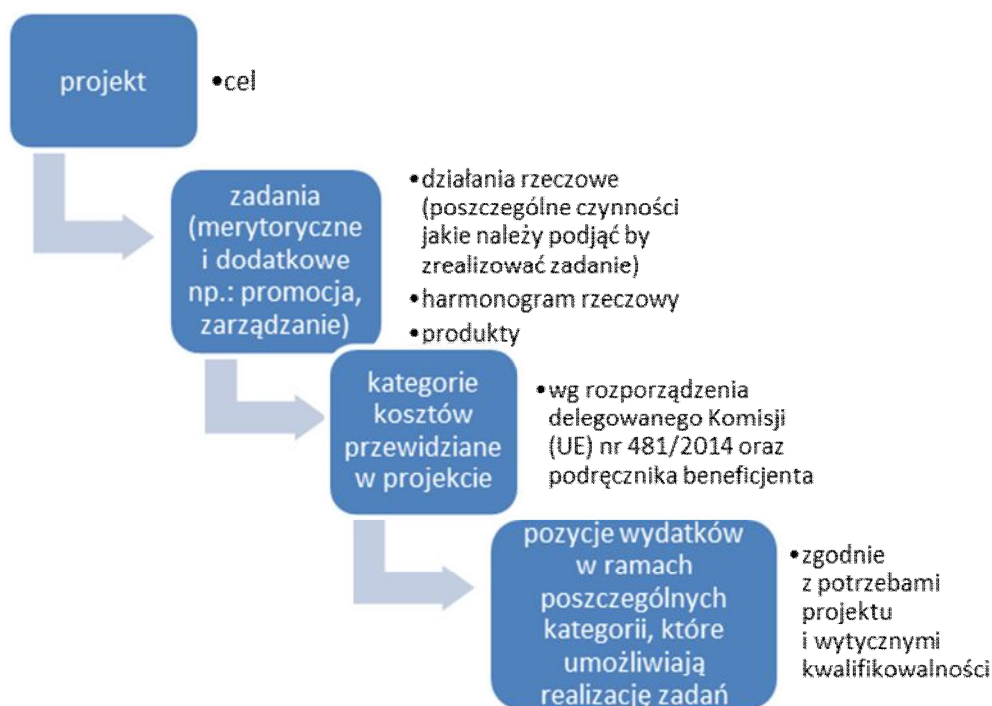 projekt
•cel
zadania
(merytoryczne
i dodatkowe
np.: promocja,
zarządzanie)
•działania rzeczowe
(poszczególne czynności
jakie należy podjąć by
zrealizować zadanie)
•harmonogram rzeczowy
•produkty
kategorie
kosztów
przewidziane
w projekcie
•wg rozporządzenia
delegowanego Komisji
(UE) nr 481/2014 oraz
podręcznika beneficjenta
pozycje wydatków
w ramach
poszczególnych
kategorii, które
umożliwiają
realizację zadań
•zgodnie
z potrzebami
projektu
i wytycznymi
kwalifikowalności